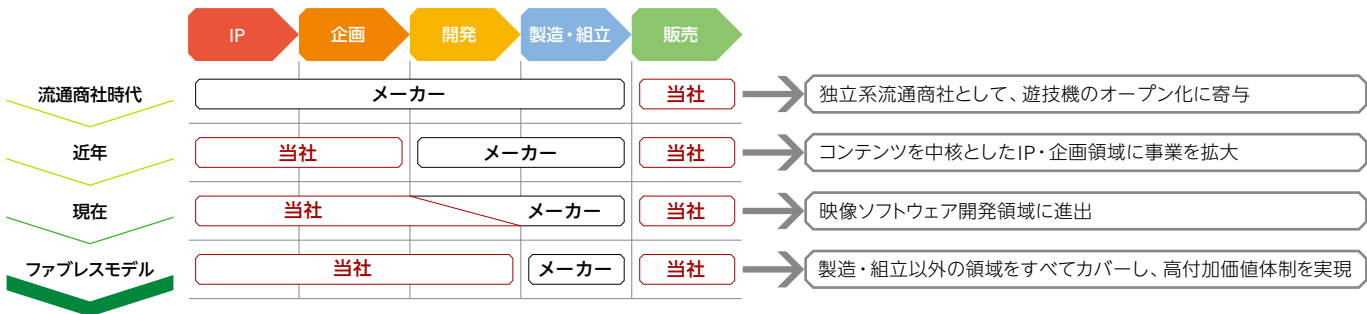 IP 企画 開発 製造・組立 販売
流通商社時代 メーカー 当社 独立系流通商社として、遊技機のオープン化に寄与
近年 当社 メーカー 当社 コンテンツを中核としたIP・企画領域に事業を拡大
現在 当社 メーカー 当社 映像ソフトウェア開発領域に進出
ファブレスモデル 当社 メーカー 当社 製造・組立以外の領域をすべてカバーし、高付加価値体制を実現